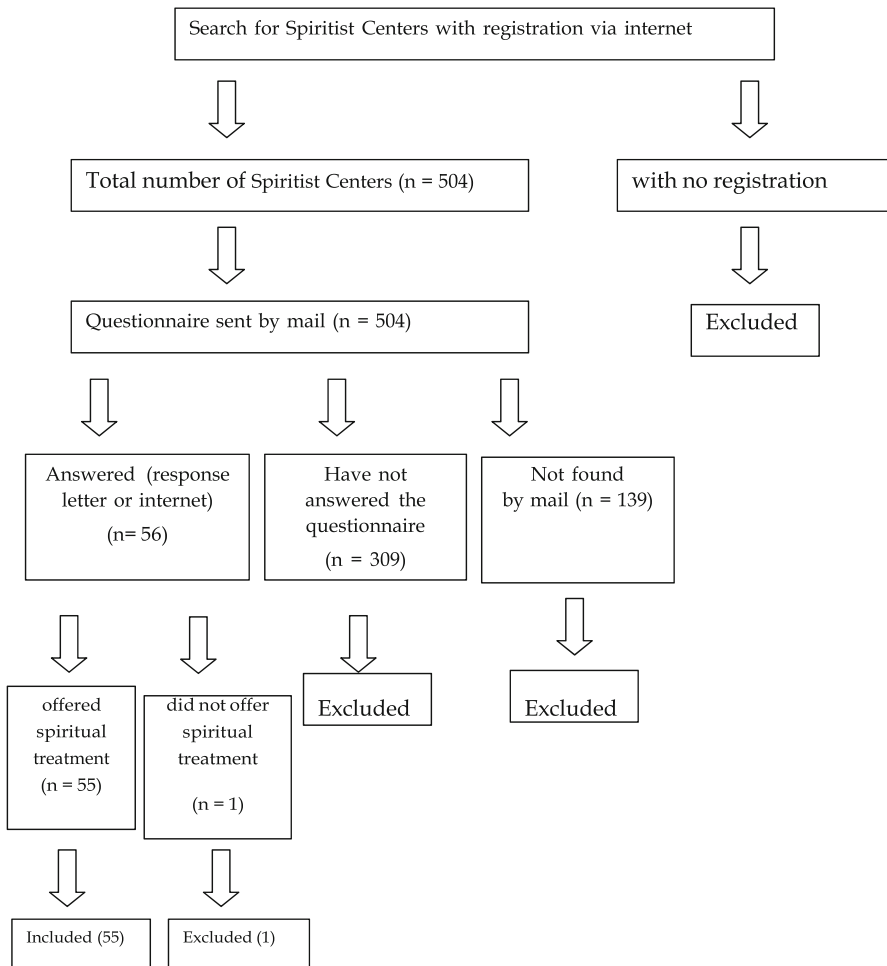 Search for Spiritist Centers with registration via internet
Total number of Spiritist Centers (n = 504)
with no registration
Questionnaire sent by mail (n = 504)
Excluded
Answered (response
letter or internet)
(n= 56)
Have not
answered the
questionnaire
(n = 309)
Not found
by mail (n = 139)
offered
spiritual
treatment
(n = 55)
did not offer
spiritual
treatment
(n = 1)
Excluded
Excluded
Included (55)
Excluded (1)